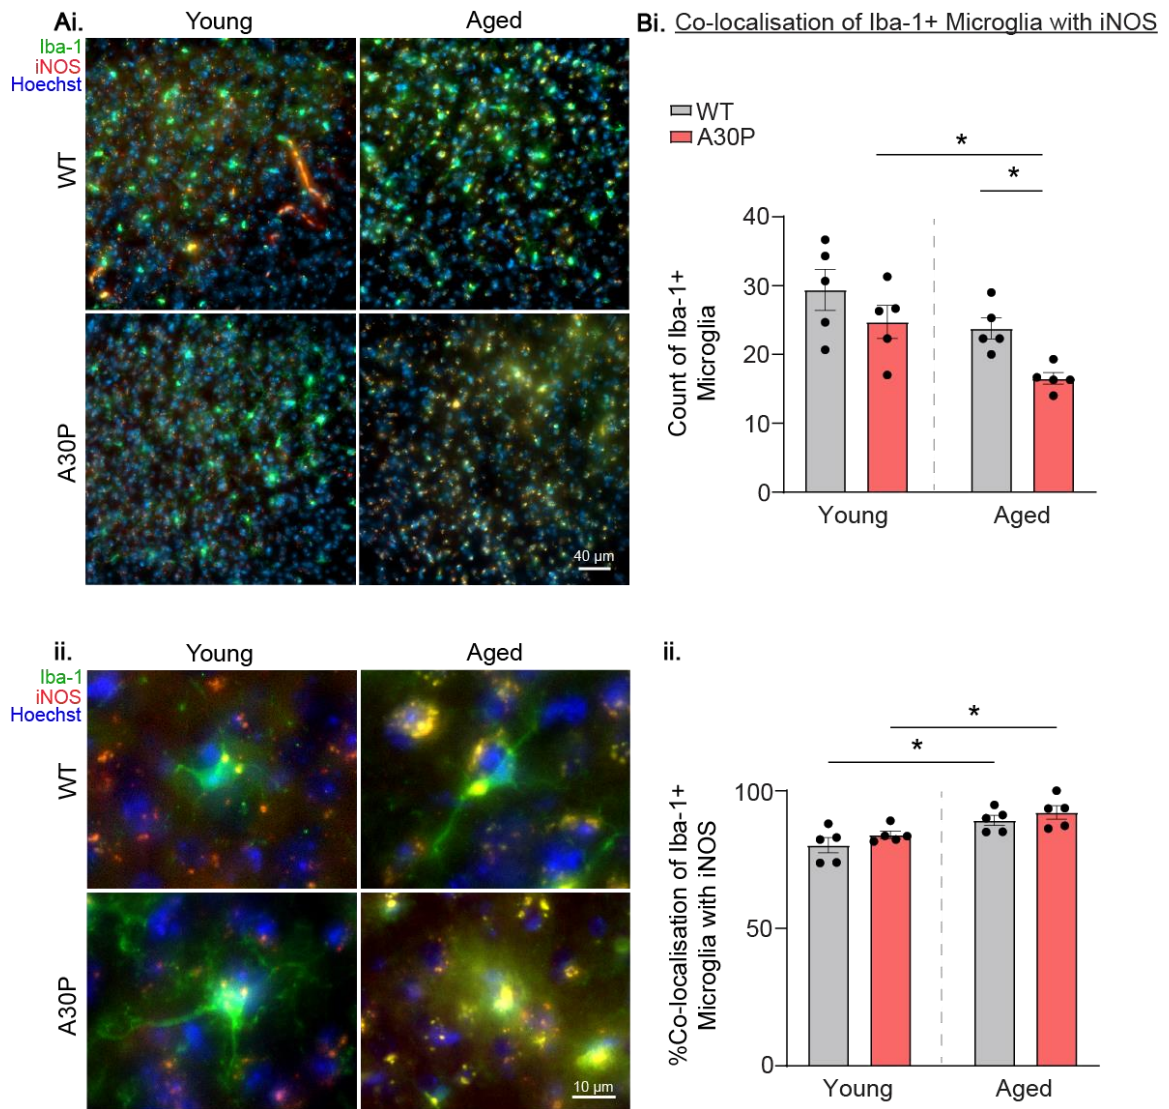 Ai.
Young
Aged
Iba-1
iNOS
Hoechst
WT
A30P
40 µm
Bi. Co-localisation of Iba-1+ Microglia with iNOS
WT
A30P
*
*
Count of Iba-1+
Microglia
40
30
20
10
0
Young
Aged
ii.
Young
Aged
Iba-1
iNOS
Hoechst
WT
A30P
10 µm
ii.
*
*
%Co-localisation of Iba-1+
Microglia with iNOS
100
50
0
Young
Aged